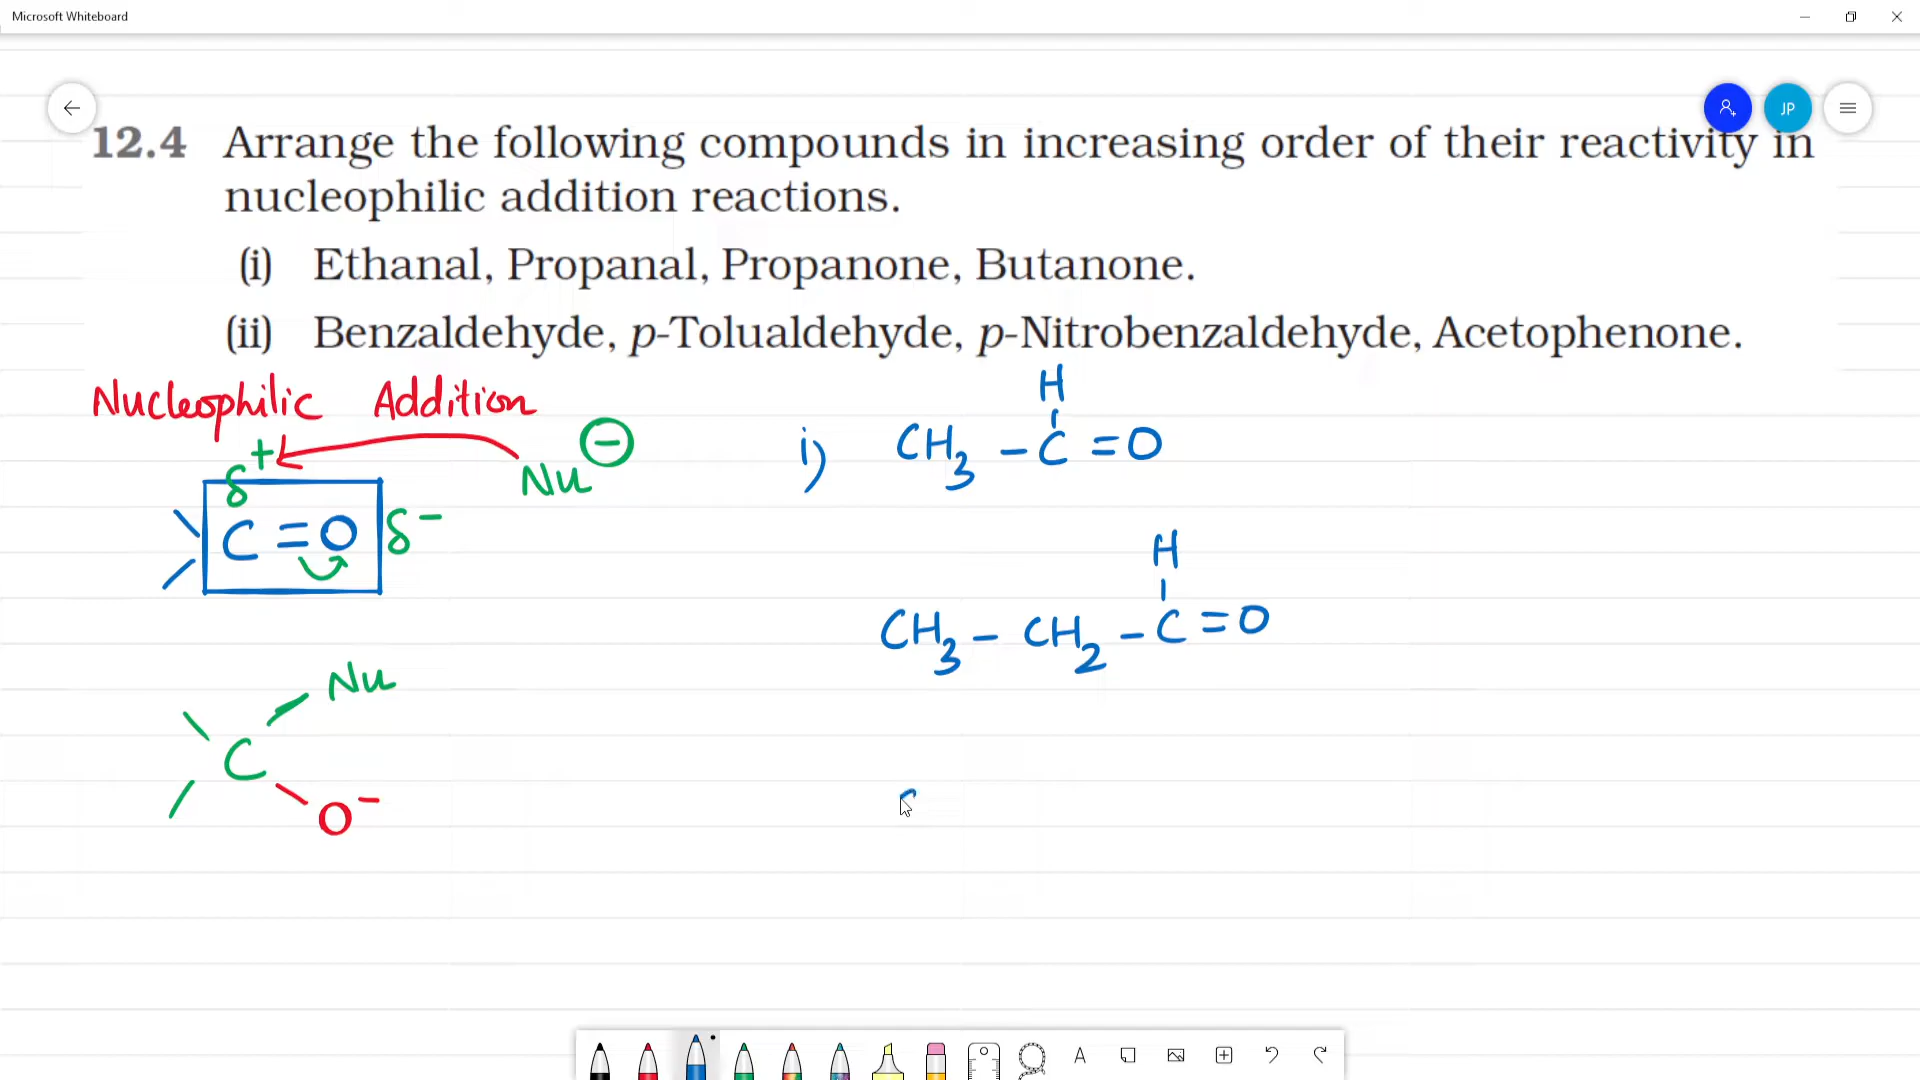 Microsoft Whiteboard
JP
12.4 Arrange the following compounds in increasing order of their reactivity in
nucleophilic addition reactions.
(i) Ethanal, Propanal, Propanone, Butanone.
(ii) Benzaldehyde, p-Tolualdehyde, p-Nitrobenzaldehyde, Acetophenone.
Nucleophilic Addition
δ+
Nu −
C=O δ−
Nu
C
O−
H
i) CH3 – C = O
H
CH3 – CH2 – C = O
A